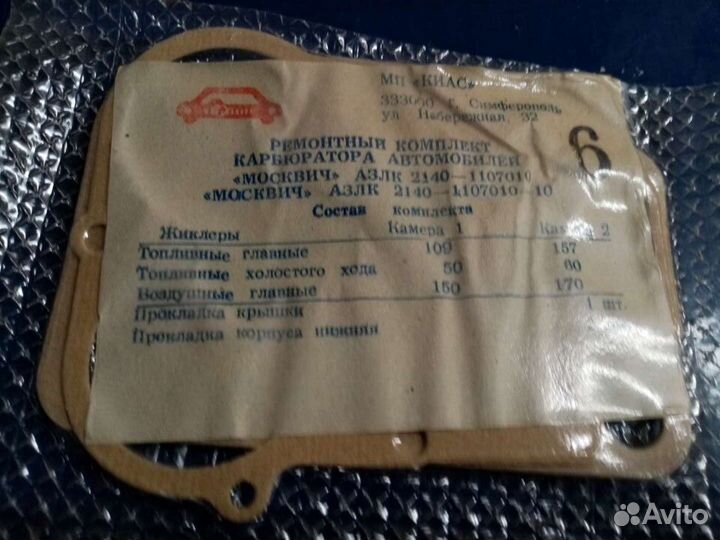 МП «КИАС»
333000 г. Симферополь
ул Набережная, 32
6
РЕМОНТНЫЙ КОМПЛЕКТ
КАРБЮРАТОРА АВТОМОБИЛЕЙ
«МОСКВИЧ» АЗЛК 2140—1107010
«МОСКВИЧ» АЗЛК 2140—1107010—10
Состав комплекта
Жиклеры Камера 1 Камера 2
Топливные главные 109 157
Топливные холостого хода 50 60
Воздушные главные 150 170
Прокладка крышки 1 шт.
Прокладка корпуса нижняя
Avito